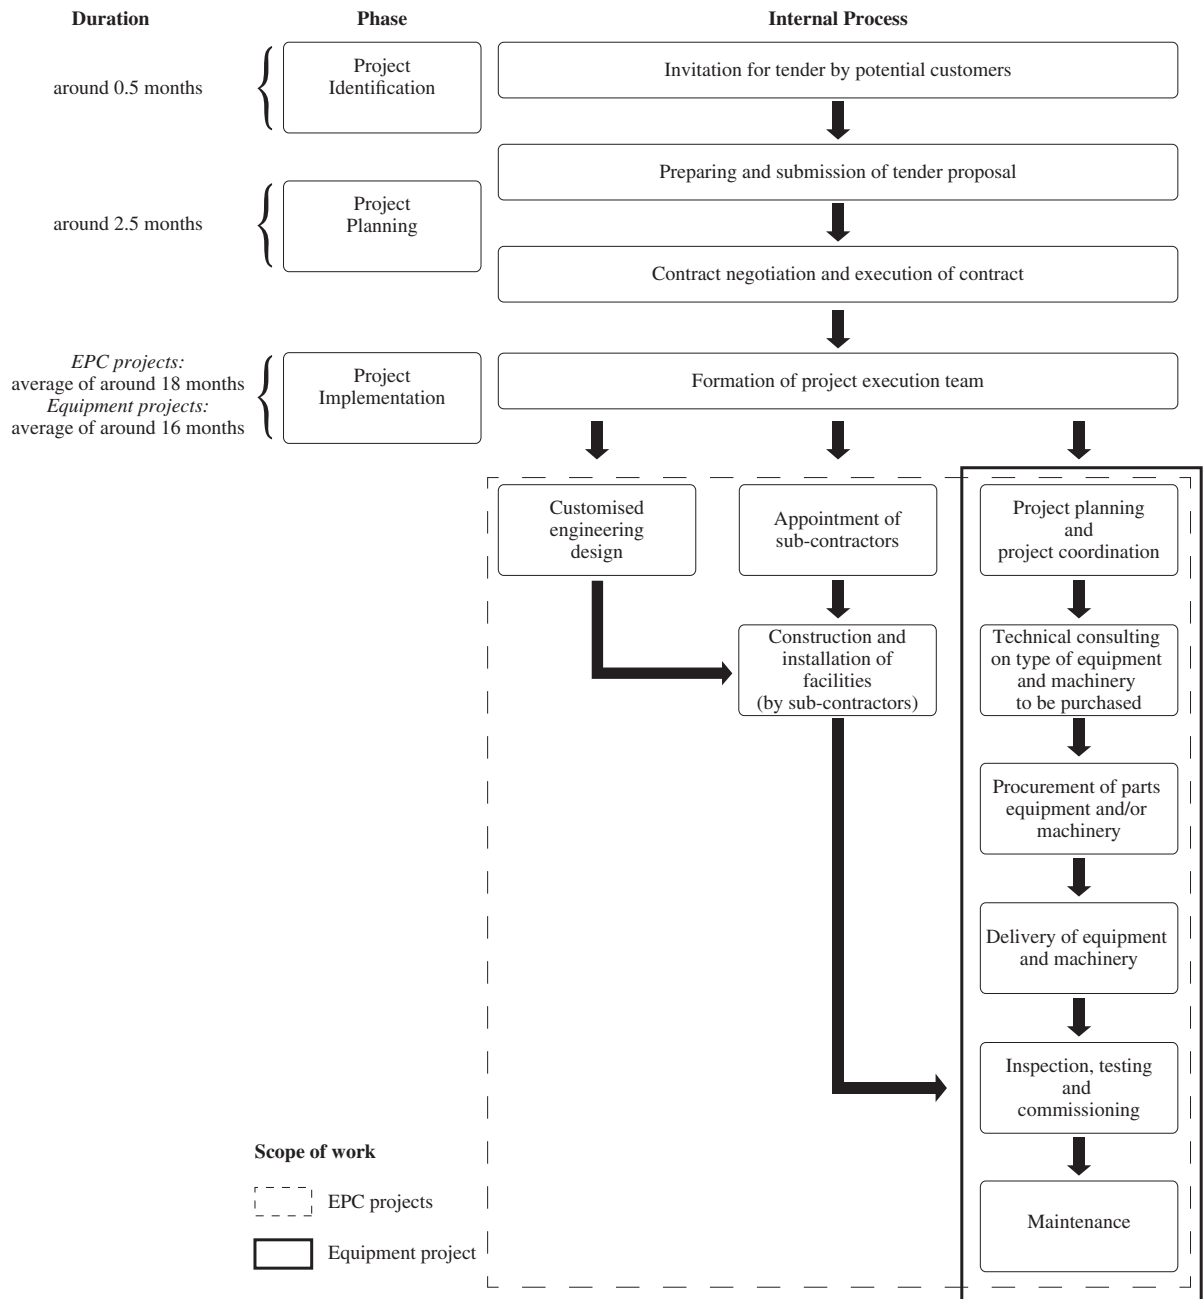 Duration
Phase
Internal Process
around 0.5 months
Project
Identification
Invitation for tender by potential customers
Preparing and submission of tender proposal
around 2.5 months
Project
Planning
Contract negotiation and execution of contract
EPC projects:
average of around 18 months
Equipment projects:
average of around 16 months
Project
Implementation
Formation of project execution team
Customised
engineering
design
Appointment of
sub-contractors
Project planning
and
project coordination
Construction and
installation of
facilities
(by sub-contractors)
Technical consulting
on type of equipment
and machinery
to be purchased
Procurement of parts
equipment and/or
machinery
Delivery of equipment
and machinery
Inspection, testing
and
commissioning
Maintenance
Scope of work
EPC projects
Equipment project